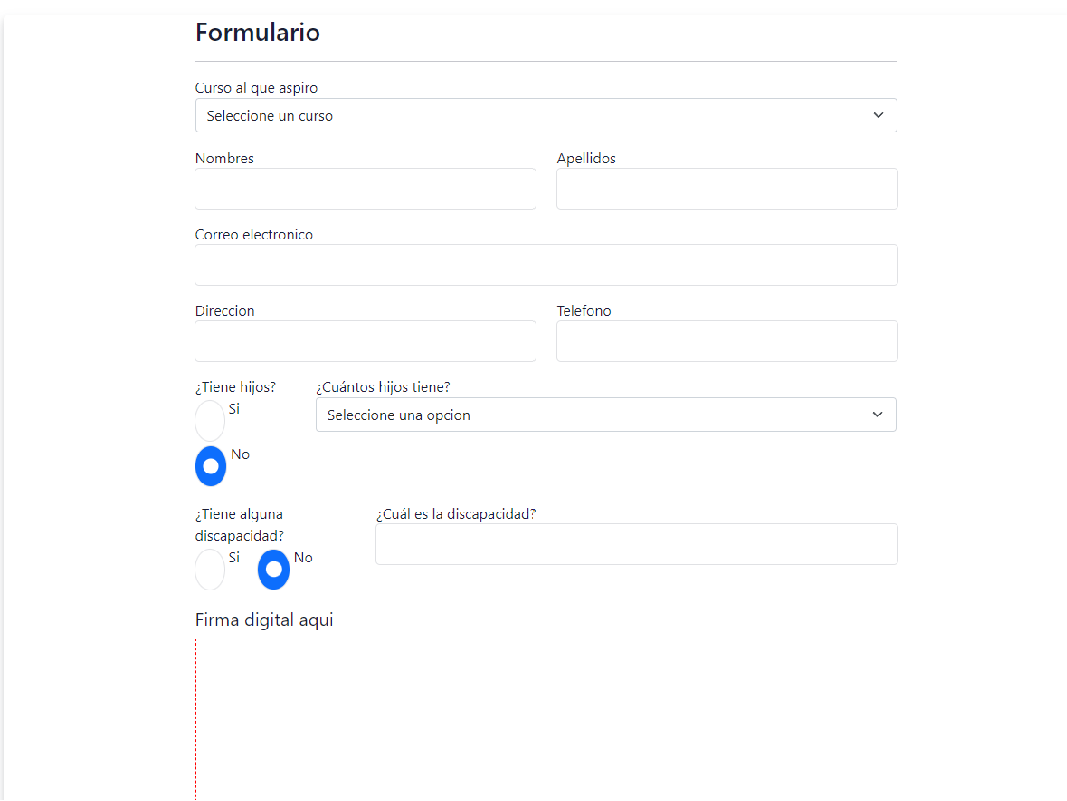 Formulario
Curso al que aspiro
Seleccione un curso
Nombres
Apellidos
Correo electronico
Direccion
Telefono
¿Tiene hijos?
¿Cuántos hijos tiene?
Si
Seleccione una opcion
No
¿Tiene alguna
discapacidad?
¿Cuál es la discapacidad?
Si
No
Firma digital aqui